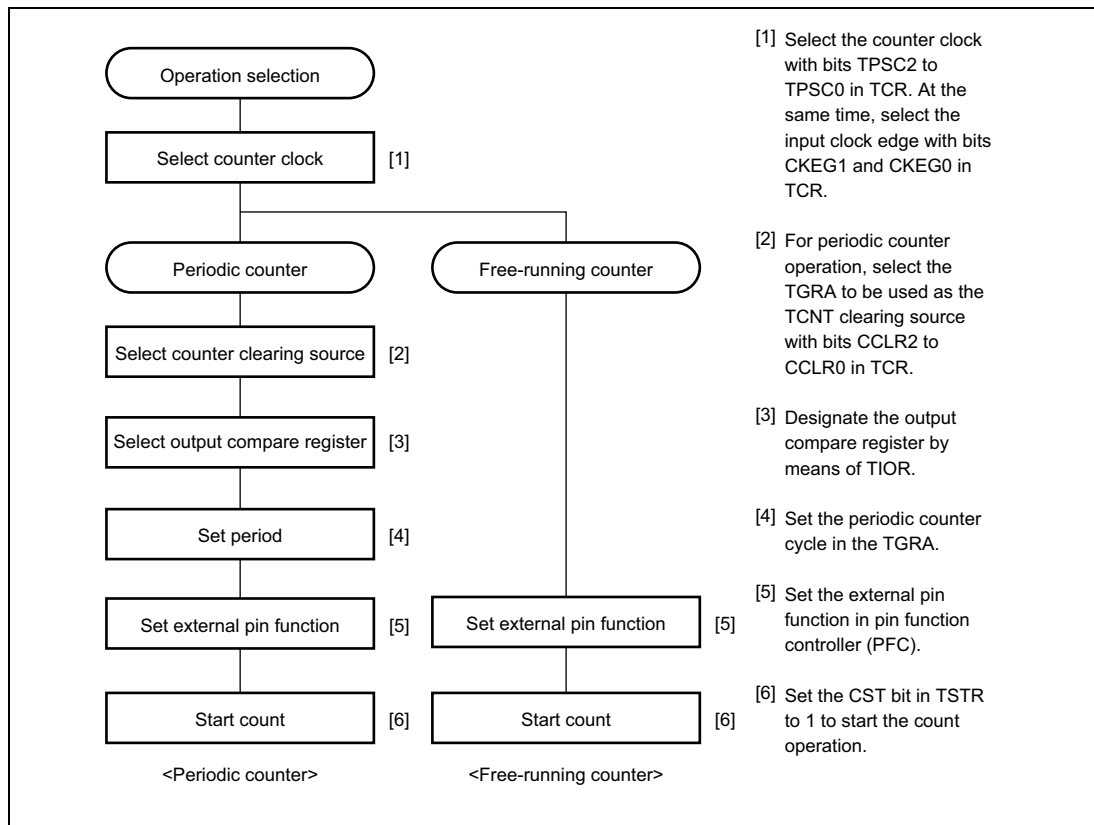 Operation selection
Select counter clock [1]
Periodic counter
Free-running counter
Select counter clearing source [2]
Select output compare register [3]
Set period [4]
Set external pin function [5]
Set external pin function [5]
Start count [6]
Start count [6]
<Periodic counter>
<Free-running counter>
[1] Select the counter clock
with bits TPSC2 to
TPSC0 in TCR. At the
same time, select the
input clock edge with bits
CKEG1 and CKEG0 in
TCR.
[2] For periodic counter
operation, select the
TGRA to be used as the
TCNT clearing source
with bits CCLR2 to
CCLR0 in TCR.
[3] Designate the output
compare register by
means of TIOR.
[4] Set the periodic counter
cycle in the TGRA.
[5] Set the external pin
function in pin function
controller (PFC).
[6] Set the CST bit in TSTR
to 1 to start the count
operation.